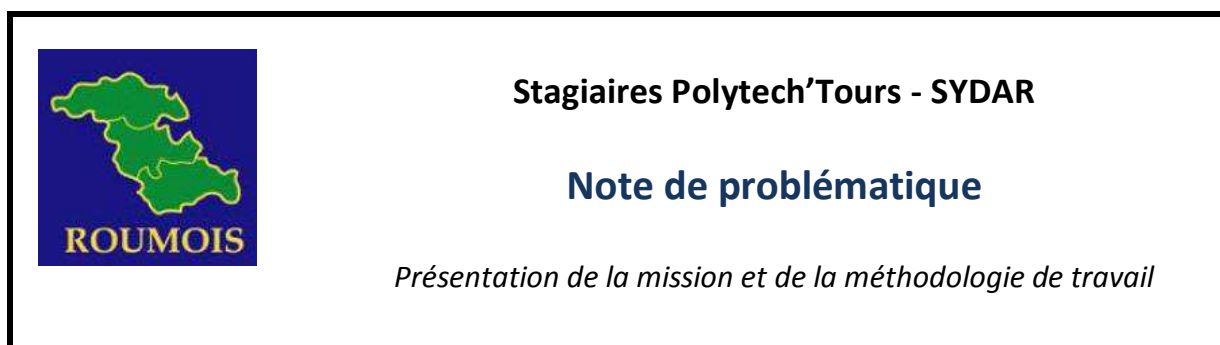 Stagiaires Polytech'Tours - SYDAR
Note de problématique
ROUMOIS
Présentation de la mission et de la méthodologie de travail